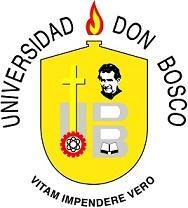 UNIVERSIDAD DON BOSCO
UDB
VITAM IMPENDERE VERO